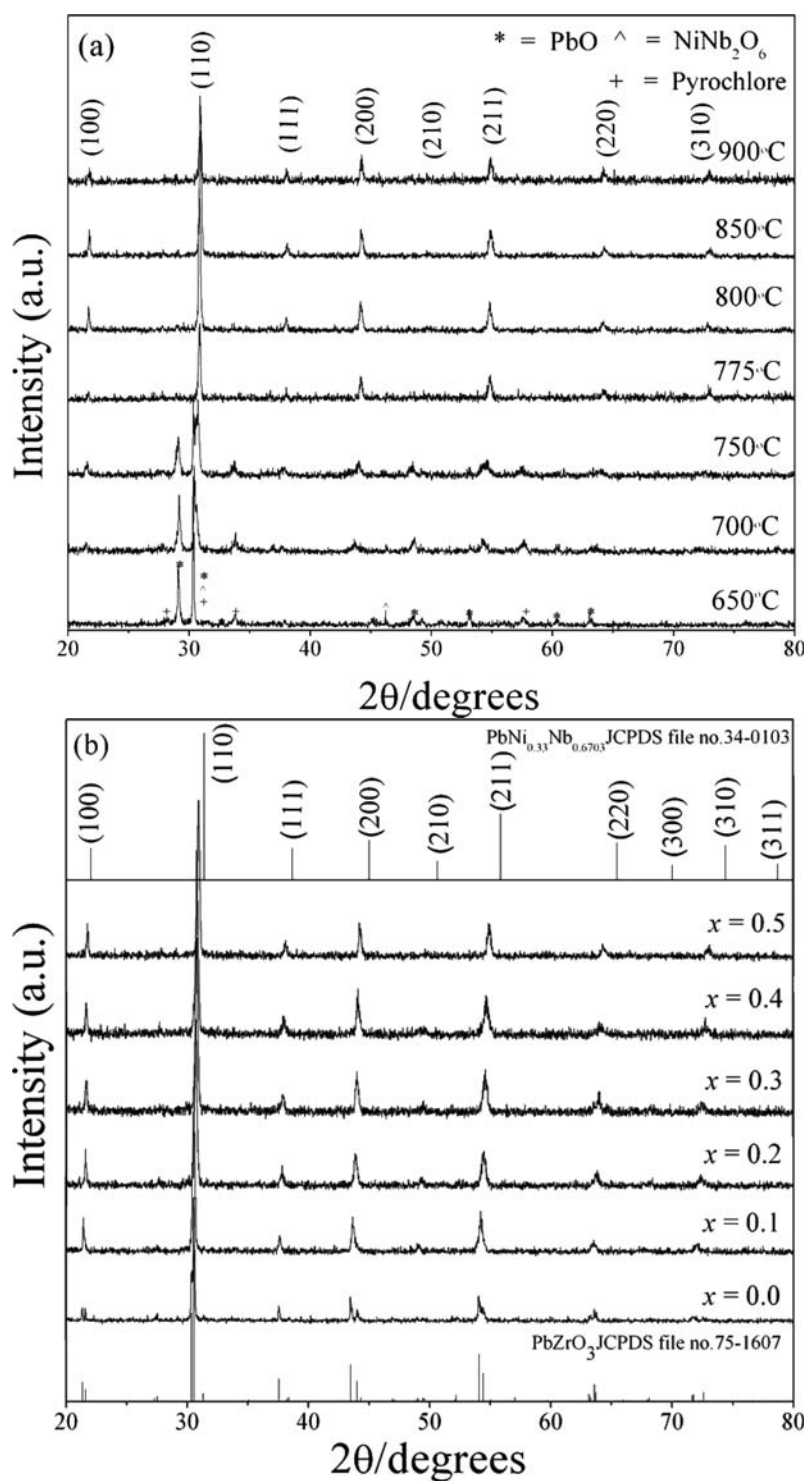 (a)
* = PbO ^ = NiNb2O6
+ = Pyrochlore
(100)
(110)
(111)
(200)
(210)
(211)
(220)
(310)
900°C
850°C
800°C
775°C
750°C
700°C
650°C
Intensity (a.u.)
* * ^ + + + ^ * * + * *
20 30 40 50 60 70 80
2θ/degrees
(b)
PbNi0.33Nb0.6703JCPDS file no.34-0103
(100)
(110)
(111)
(200)
(210)
(211)
(220)
(300)
(310)
(311)
x = 0.5
x = 0.4
x = 0.3
x = 0.2
x = 0.1
x = 0.0
PbZrO3JCPDS file no.75-1607
Intensity (a.u.)
20 30 40 50 60 70 80
2θ/degrees